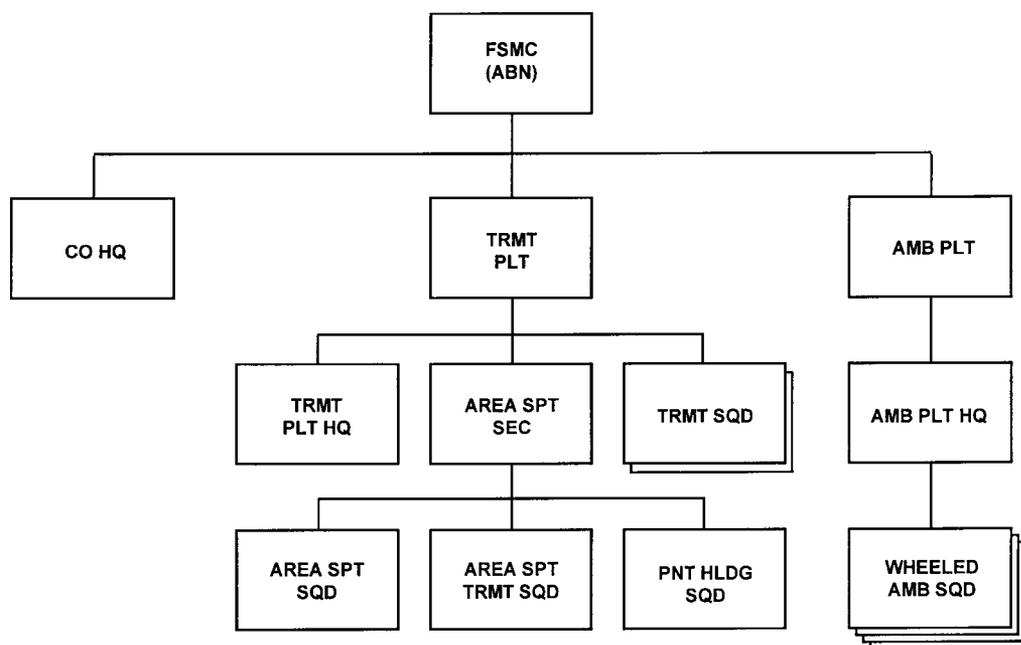 FSMC
(ABN)
CO HQ
TRMT
PLT
AMB PLT
TRMT
PLT HQ
AREA SPT
SEC
TRMT SQD
AMB PLT HQ
AREA SPT
SQD
AREA SPT
TRMT SQD
PNT HLDG
SQD
WHEELED
AMB SQD